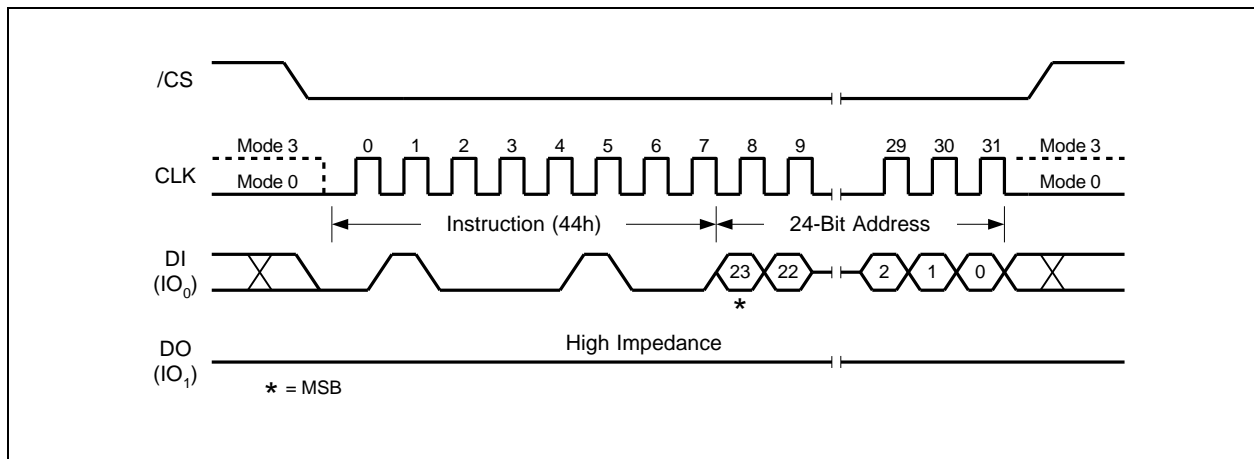 /CS
Mode 3 0 1 2 3 4 5 6 7 8 9 29 30 31 Mode 3
CLK
Mode 0 Mode 0
Instruction (44h) 24-Bit Address
DI
(IO₀)
23 22 2 1 0
*
High Impedance
DO
(IO₁)
* = MSB